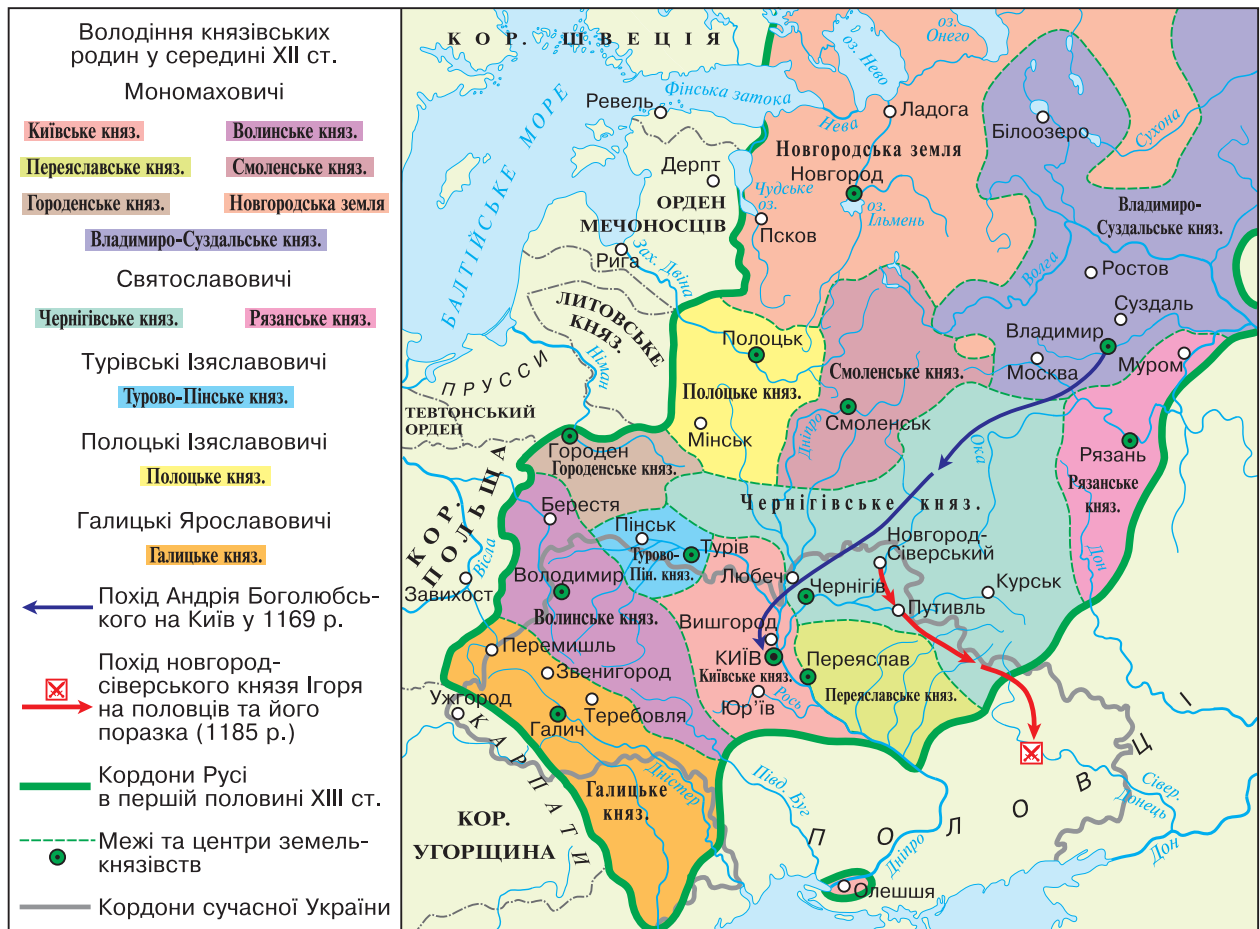 Володіння князівських
родин у середині XII ст.
Мономаховичі
Київське княз.
Волинське княз.
Переяславське княз.
Смоленське княз.
Городенське княз.
Новгородська земля
Владимиро-Суздальське княз.
Святославовичі
Чернігівське княз.
Рязанське княз.
Турівські Ізяславовичі
Турово-Пінське княз.
Полоцькі Ізяславовичі
Полоцьке княз.
Галицькі Ярославовичі
Галицьке княз.
Похід Андрія Боголюбсь-
кого на Київ у 1169 р.
Похід новгород-
сіверського князя Ігоря
на половців та його
поразка (1185 р.)
Кордони Русі
в першій половині XIII ст.
Межі та центри земель-
князівств
Кордони сучасної України
КОР. ШВЕЦІЯ
оз. Нево
оз.
Онего
БАЛТІЙСЬКЕ МОРЕ
Ревель
Фінська затока
Нева
Ладога
Білоозеро
Сухона
Дерпт
Новгородська земля
Новгород
Чудське
оз.
оз.
Ільмень
ОРДЕН
МЕЧОНОСЦІВ
Псков
Владимиро-
Суздальське княз.
Рига
Зах. Двіна
Волга
Ростов
Суздаль
ЛИТОВСЬКЕ
КНЯЗ.
Полоцьк
Владимир
Москва
Муром
Смоленське княз.
ПРУССИ
Німан
Полоцьке княз.
ТЕВТОНСЬКИЙ
ОРДЕН
Мінськ
Дніпро
Смоленськ
Ока
Рязань
Рязанське
княз.
Городен
Городенське княз.
КОР. ПОЛЬЩА
Берестя
Чернігівське княз.
Пінськ
Турів
Турово-
Пін. княз.
Новгород-
Сіверський
Дон
Вісла
Завихост
Володимир
Любеч
Чернігів
Курськ
Путивль
Волинське княз.
Вишгород
Перемишль
КИЇВ
Київське княз.
Переяслав
Переяславське княз.
Звенигород
Ужгород
Теребовля
Юр’їв
Рось
Галич
КАРПАТИ
Дністер
Півд. Буг
Галицьке
княз.
Сівер.
Донець
КОР.
УГОРЩИНА
ПОЛОВЦІ
Дніпро
Дон
Олешшя